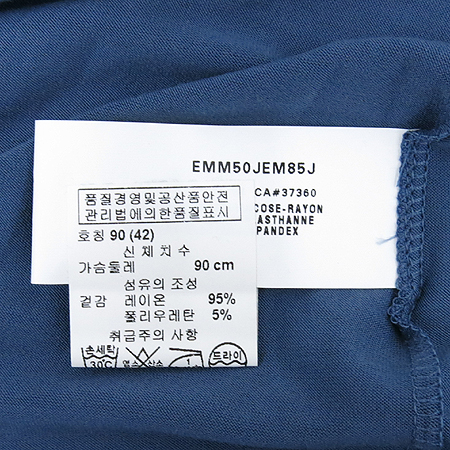 EMM50JEM85J
CA#37360
COSE-RAYON
ASTHANNE
PANDEX
품질경영및공산품안전
관리법에의한품질표시
호칭 90 (42)
신 체 치 수
가슴둘레 90 cm
섬유의 조성
겉감 레이온 95%
폴리우레탄 5%
취급주의 사항
손세탁
30℃
드라이